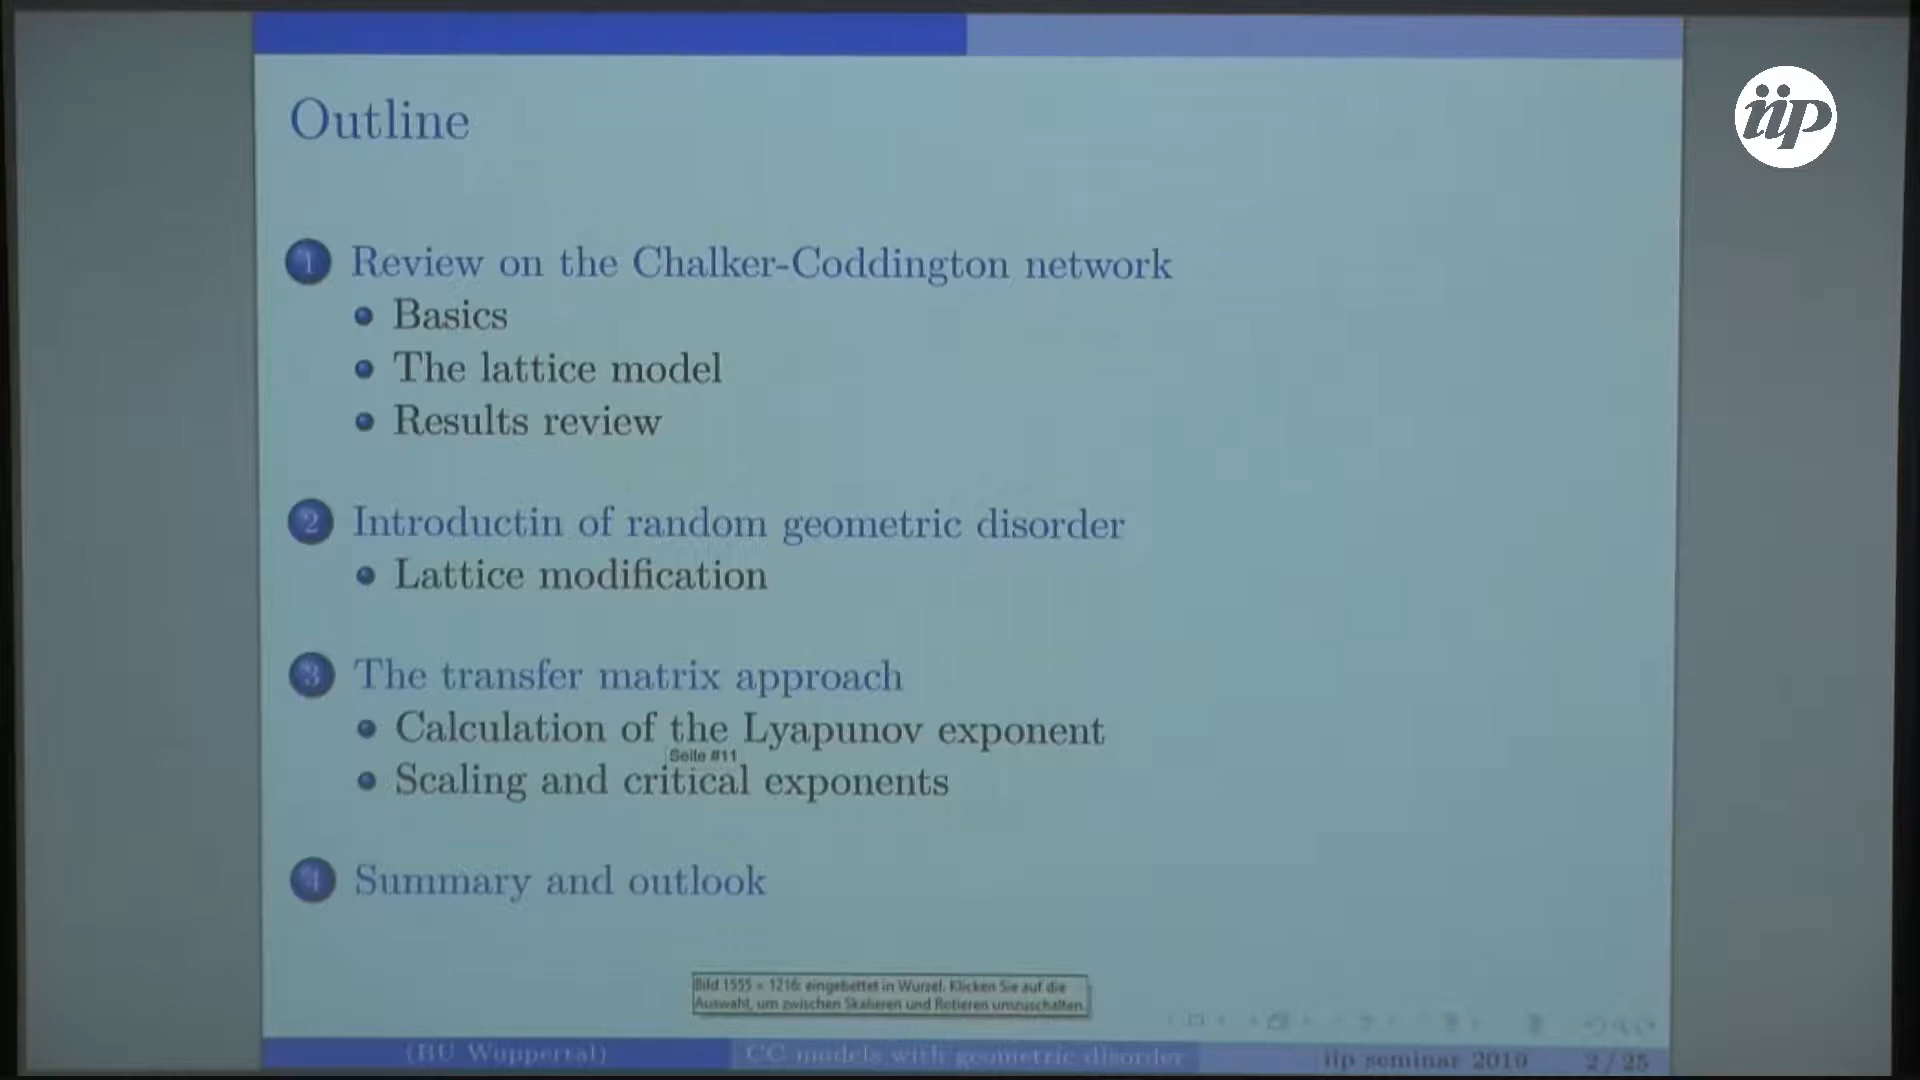 iip
Outline
1 Review on the Chalker-Coddington network
Basics
The lattice model
Results review
2 Introductin of random geometric disorder
Lattice modification
3 The transfer matrix approach
Calculation of the Lyapunov exponent
Seite #11
Scaling and critical exponents
4 Summary and outlook
Bild 1555 × 1216; eingebettet in Wurzel. Klicken Sie auf die
Auswahl, um zwischen Skalieren und Rotieren umzuschalten.
(BU Wuppertal) CC models with geometric disorder iip seminar 2019 2 / 25